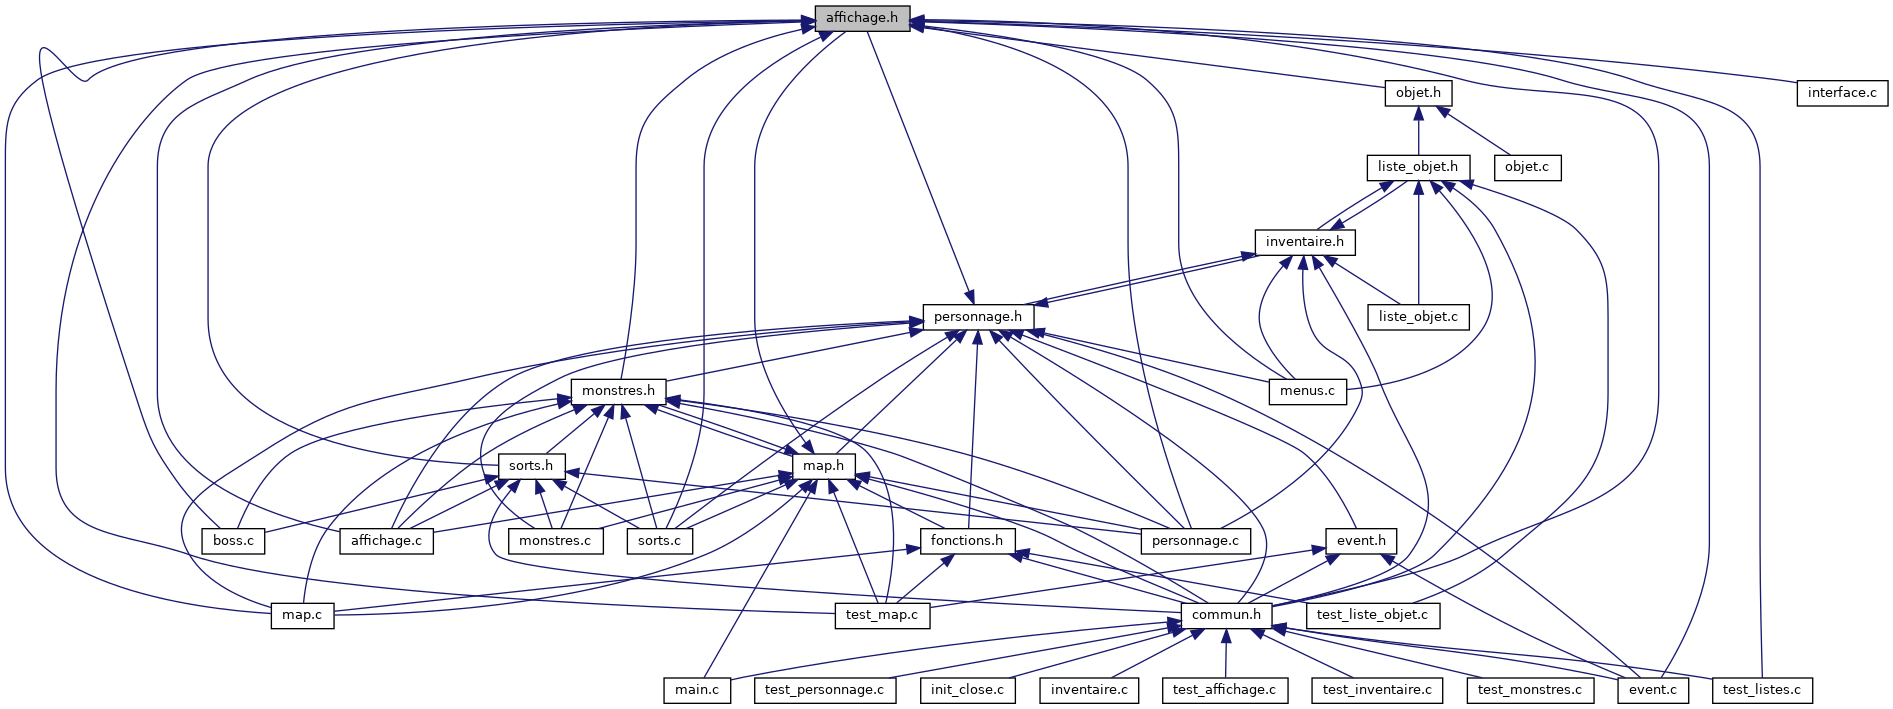 affichage.h
objet.h
interface.c
liste_objet.h
objet.c
inventaire.h
personnage.h
liste_objet.c
monstres.h
menus.c
sorts.h
map.h
boss.c
affichage.c
monstres.c
sorts.c
fonctions.h
personnage.c
event.h
map.c
test_map.c
commun.h
test_liste_objet.c
main.c
test_personnage.c
init_close.c
inventaire.c
test_affichage.c
test_inventaire.c
test_monstres.c
event.c
test_listes.c